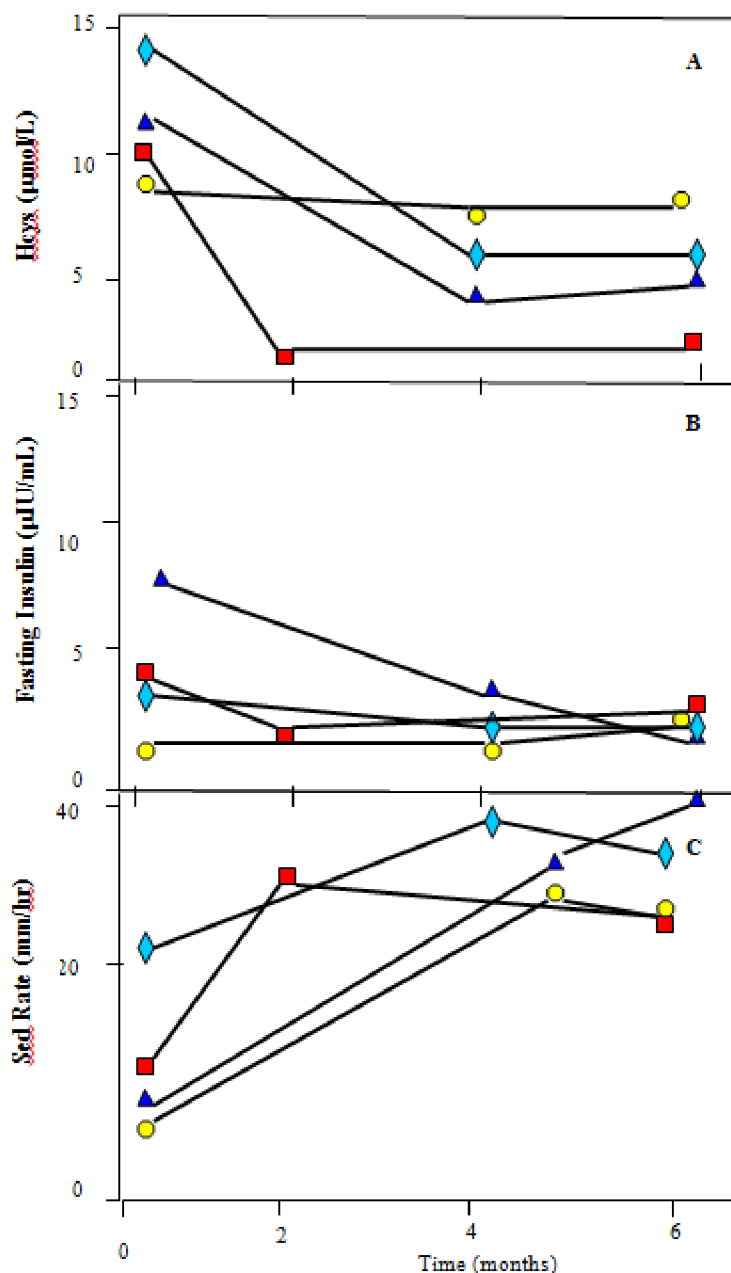 15
A
Hcys (µmol/L)
10
5
0
15
B
Fasting Insulin (µIU/mL)
10
5
0
40
C
Sed Rate (mm/hr)
20
0
0 2 4 6
Time (months)